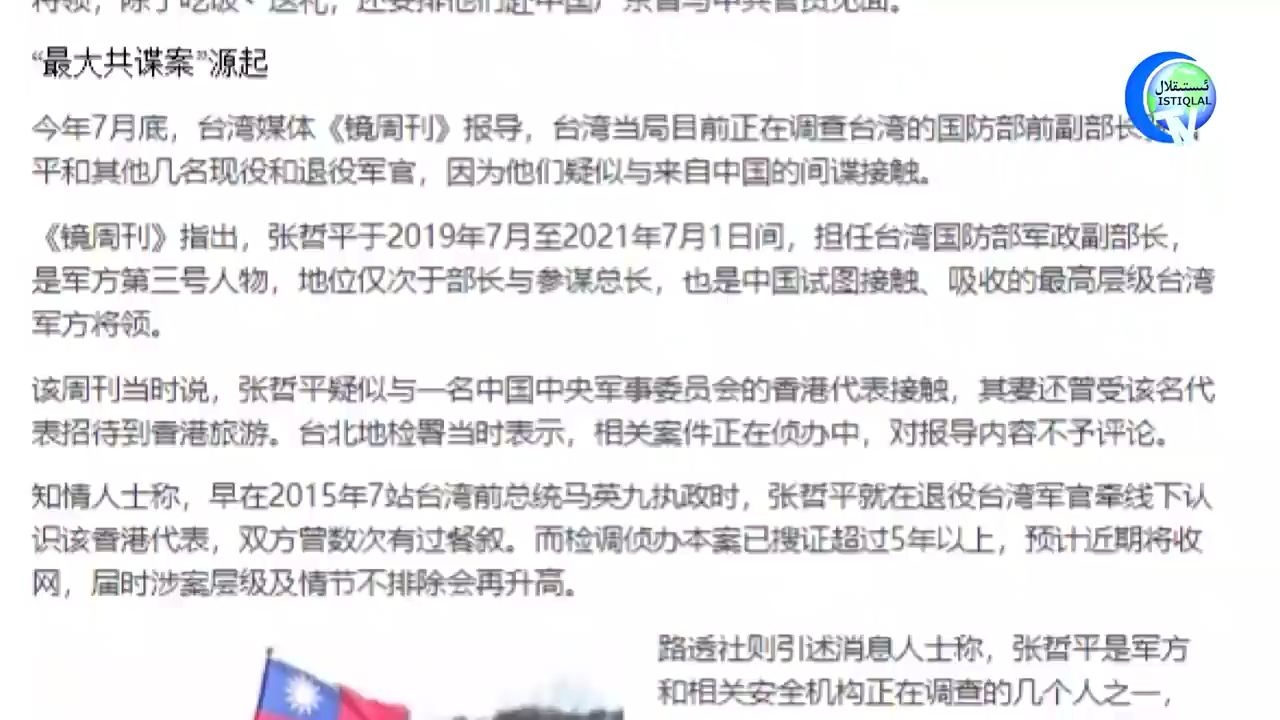 “最大共谍案”源起
ئىستىقلال
ISTIQLAL
TV
今年7月底，台湾媒体《镜周刊》报导，台湾当局目前正在调查台湾的国防部前副部长
平和其他几名现役和退役军官，因为他们疑似与来自中国的间谍接触。
《镜周刊》指出，张哲平于2019年7月至2021年7月1日间，担任台湾国防部军政副部长，
是军方第三号人物，地位仅次于部长与参谋总长，也是中国试图接触、吸收的最高层级台湾
军方将领。
该周刊当时说，张哲平疑似与一名中国中央军事委员会的香港代表接触，其妻还曾受该名代
表招待到香港旅游。台北地检署当时表示，相关案件正在侦办中，对报导内容不予评论。
知情人士称，早在2015年7站台湾前总统马英九执政时，张哲平就在退役台湾军官牵线下认
识该香港代表，双方曾数次有过餐叙。而检调侦办本案已搜证超过5年以上，预计近期将收
网，届时涉案层级及情节不排除会再升高。
路透社则引述消息人士称，张哲平是军方
和相关安全机构正在调查的几个人之一，